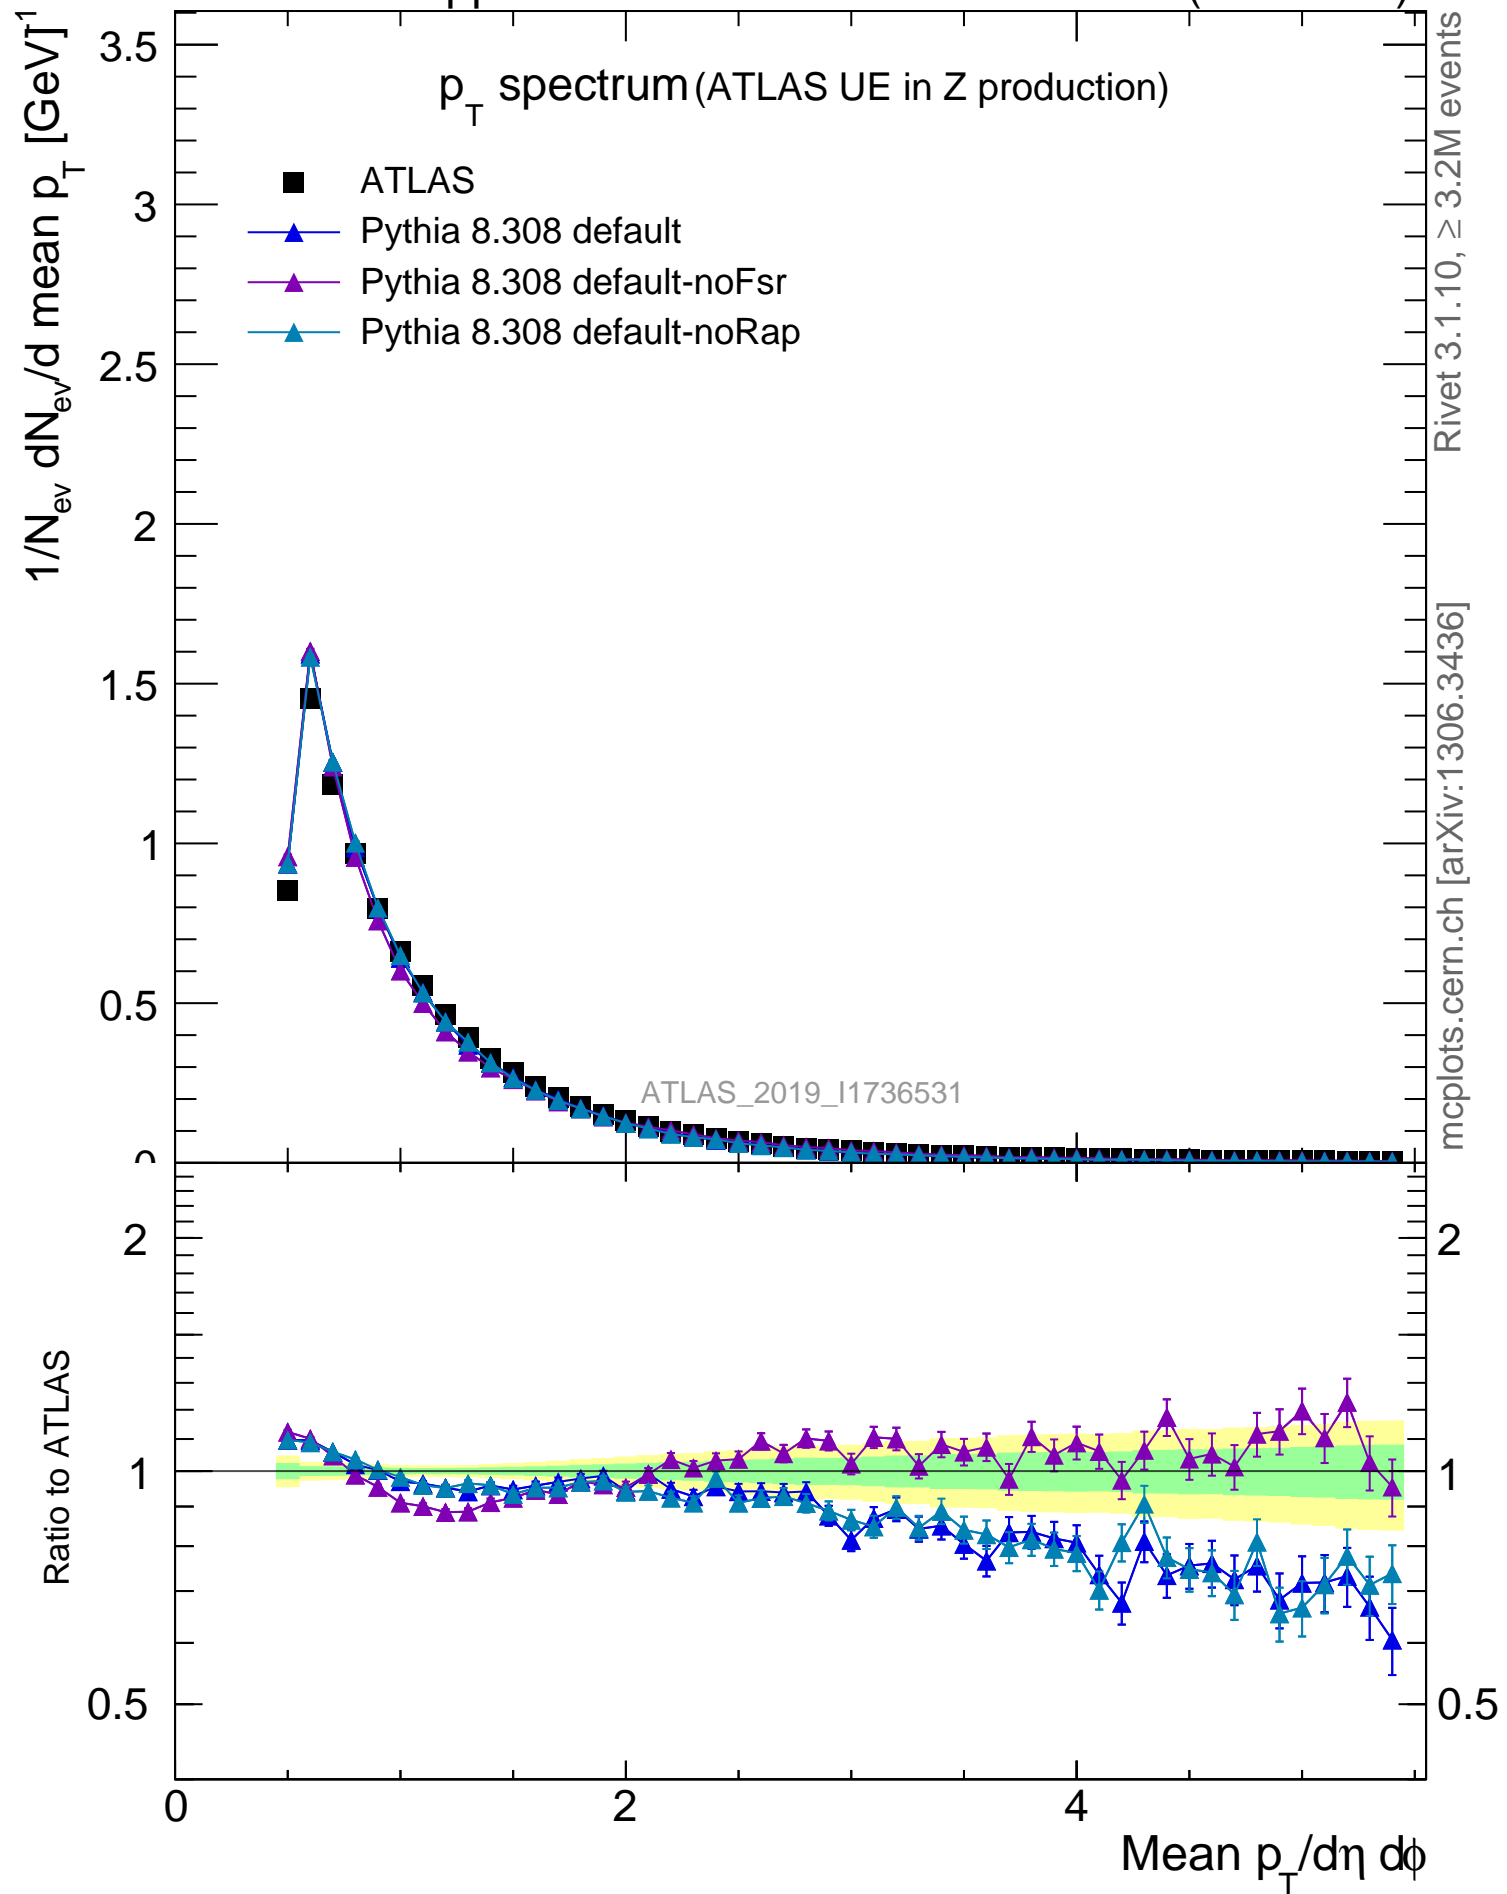 p_T spectrum (ATLAS UE in Z production)
ATLAS
Pythia 8.308 default
Pythia 8.308 default-noFsr
Pythia 8.308 default-noRap
1/N_ev dN_ev/d mean p_T [GeV]^-1
3.5
3
2.5
2
1.5
1
0.5
0
ATLAS_2019_I1736531
Rivet 3.1.10, ≥ 3.2M events
mcplots.cern.ch [arXiv:1306.3436]
Ratio to ATLAS
2
1
0.5
2
1
0.5
0
2
4
Mean p_T/dη dϕ